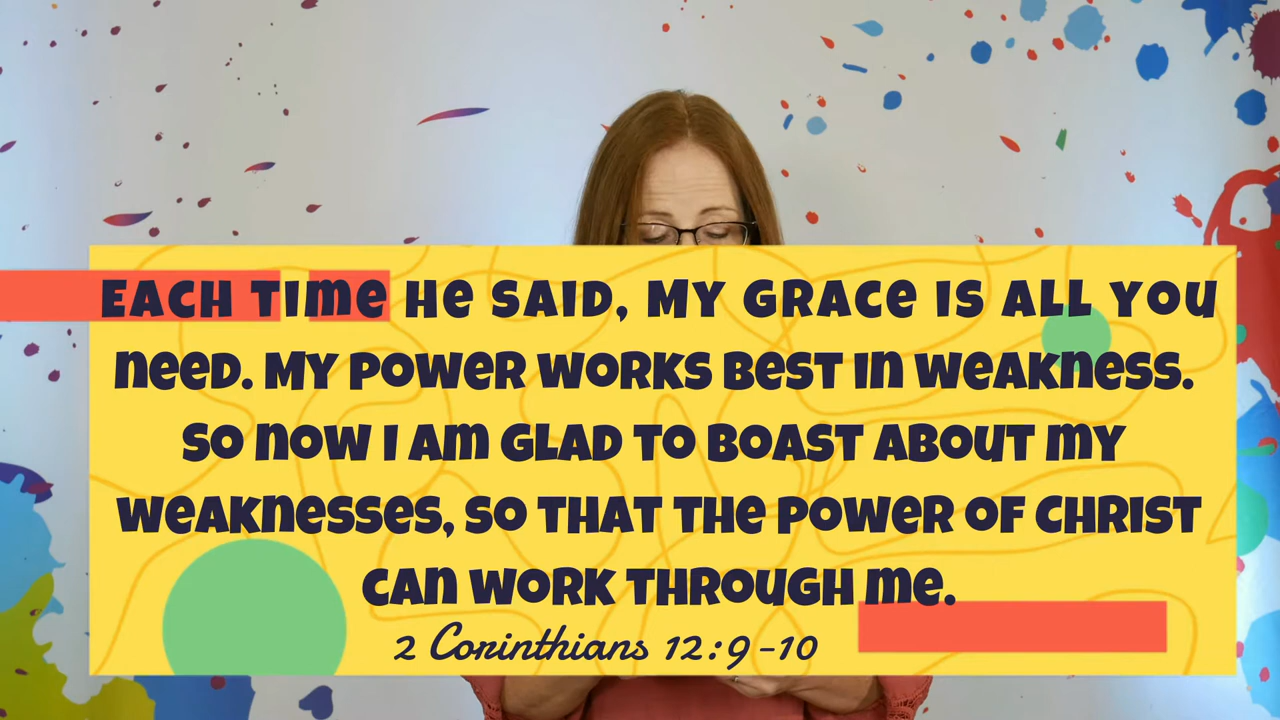 EACH TIME HE SAID, MY GRACE IS ALL YOU
NEED. MY POWER WORKS BEST IN WEAKNESS.
SO NOW I AM GLAD TO BOAST ABOUT MY
WEAKNESSES, SO THAT THE POWER OF CHRIST
CAN WORK THROUGH ME.
2 Corinthians 12:9-10